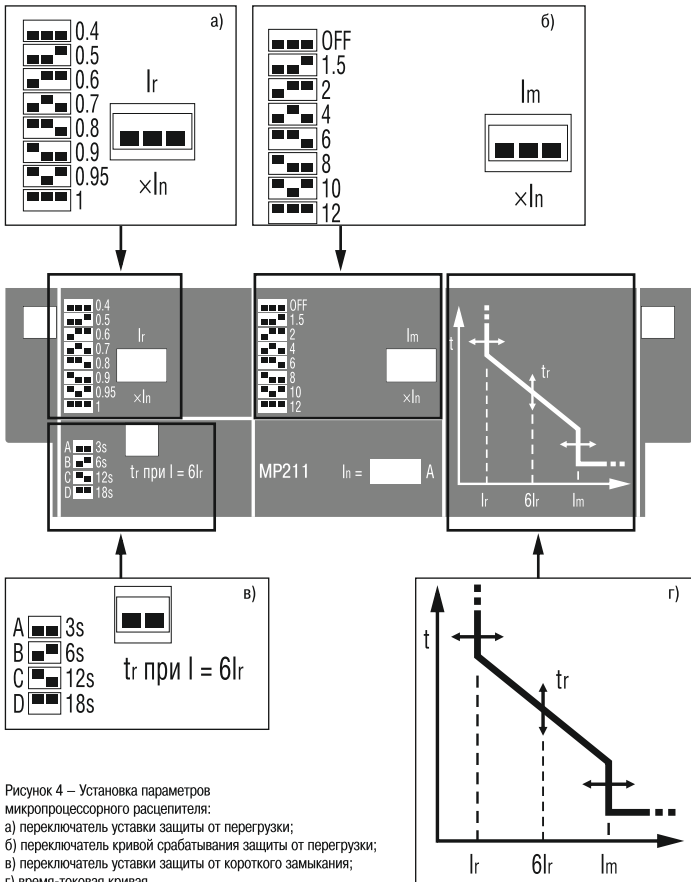 а)
0.4
0.5
0.6
0.7
0.8
0.9
0.95
1
Ir
×In
б)
OFF
1.5
2
4
6
8
10
12
Im
×In
0.4
0.5
0.6
0.7
0.8
0.9
0.95
1
Ir
×In
OFF
1.5
2
4
6
8
10
12
Im
×In
t
tr
Ir
6Ir
Im
A 3s
B 6s
C 12s
D 18s
tr при I = 6Ir
МР211
In =
A
в)
A 3s
B 6s
C 12s
D 18s
tr при I = 6Ir
г)
t
tr
Ir
6Ir
Im
Рисунок 4 – Установка параметров
микропроцессорного расцепителя:
а) переключатель уставки защиты от перегрузки;
б) переключатель кривой срабатывания защиты от перегрузки;
в) переключатель уставки защиты от короткого замыкания;
г) время-токовая кривая